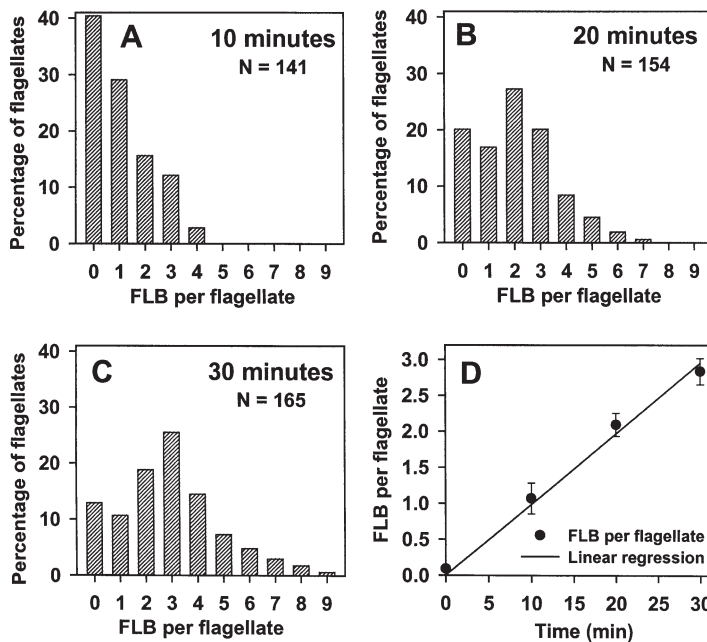 A
10 minutes
N = 141
Percentage of flagellates
40
30
20
10
0
0 1 2 3 4 5 6 7 8 9
FLB per flagellate
B
20 minutes
N = 154
Percentage of flagellates
40
30
20
10
0
0 1 2 3 4 5 6 7 8 9
FLB per flagellate
C
30 minutes
N = 165
Percentage of flagellates
40
30
20
10
0
0 1 2 3 4 5 6 7 8 9
FLB per flagellate
D
FLB per flagellate
3.0
2.5
2.0
1.5
1.0
0.5
0.0
FLB per flagellate
Linear regression
0 10 20 30
Time (min)